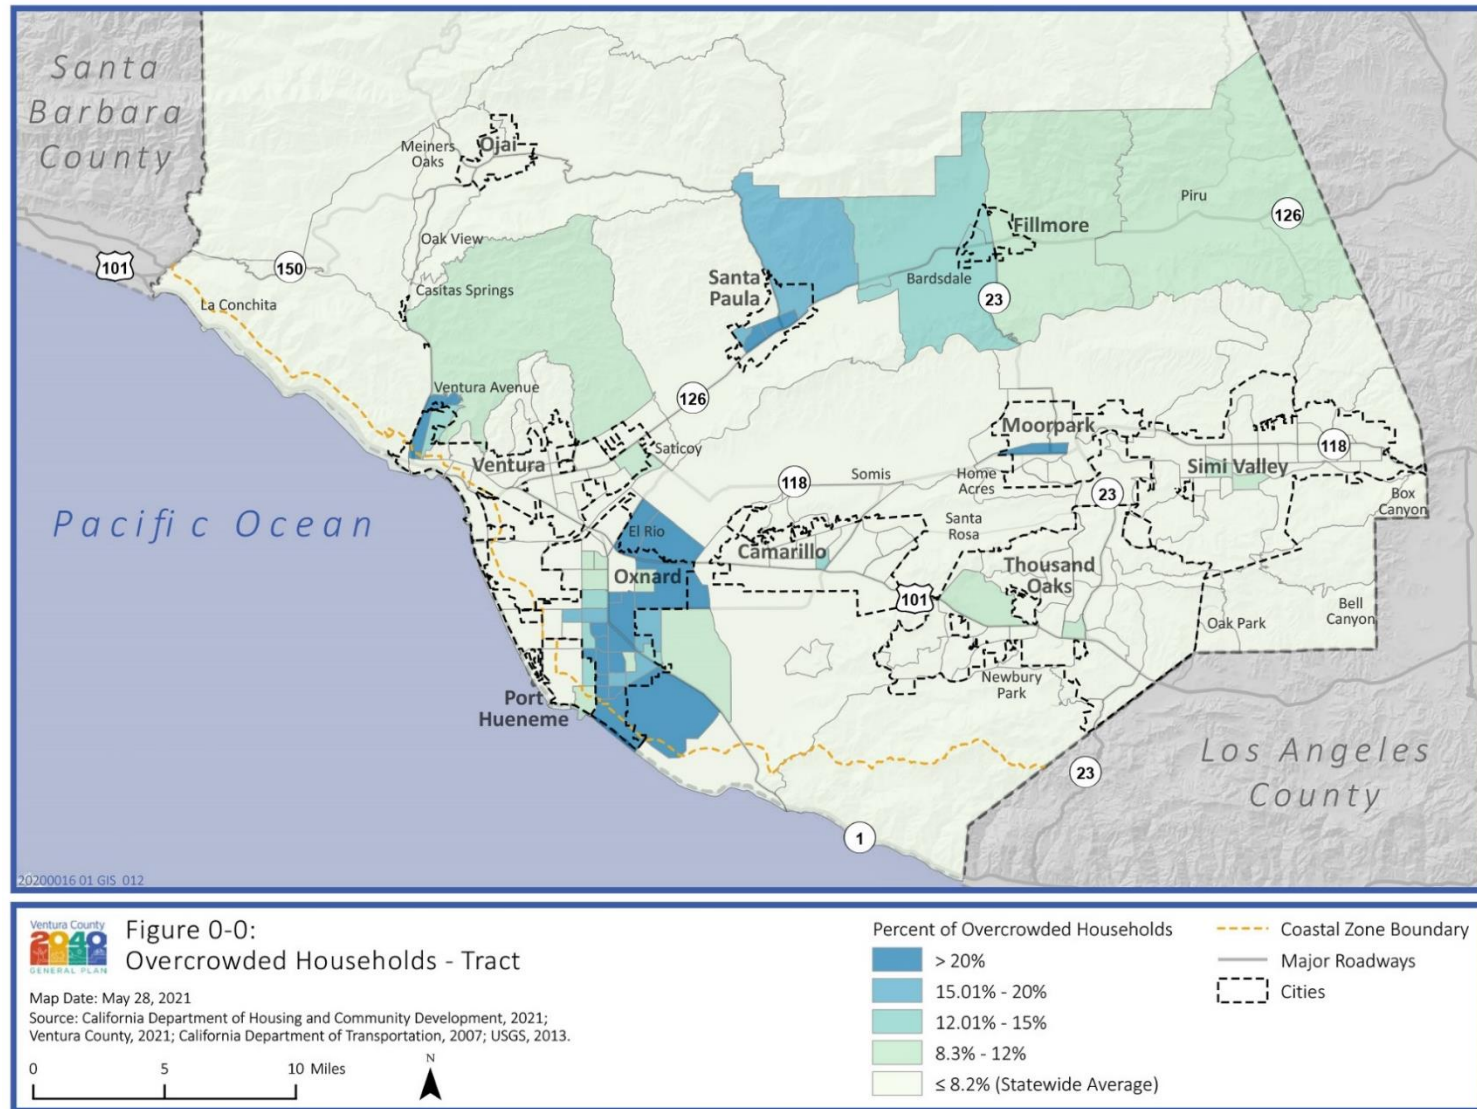 Santa
Barbara
County
101
150
La Conchita
Meiners
Oaks
Ojai
Oak View
Casitas Springs
Ventura Avenue
Ventura
Saticoy
126
Santa
Paula
Bardsdale
Fillmore
23
Piru
126
Moorpark
118
Simi Valley
Home
Acres
Somis
118
23
Box
Canyon
Santa
Rosa
Camarillo
El Rio
Oxnard
Thousand
Oaks
101
Oak Park
Bell
Canyon
Newbury
Park
Port
Hueneme
Pacific Ocean
Los Angeles
County
23
1
20200016 01 GIS 012
Ventura County
2040
GENERAL PLAN
Figure 0-0:
Overcrowded Households - Tract
Map Date: May 28, 2021
Source: California Department of Housing and Community Development, 2021;
Ventura County, 2021; California Department of Transportation, 2007; USGS, 2013.
0 5 10 Miles
N
Percent of Overcrowded Households
> 20%
15.01% - 20%
12.01% - 15%
8.3% - 12%
≤ 8.2% (Statewide Average)
Coastal Zone Boundary
Major Roadways
Cities